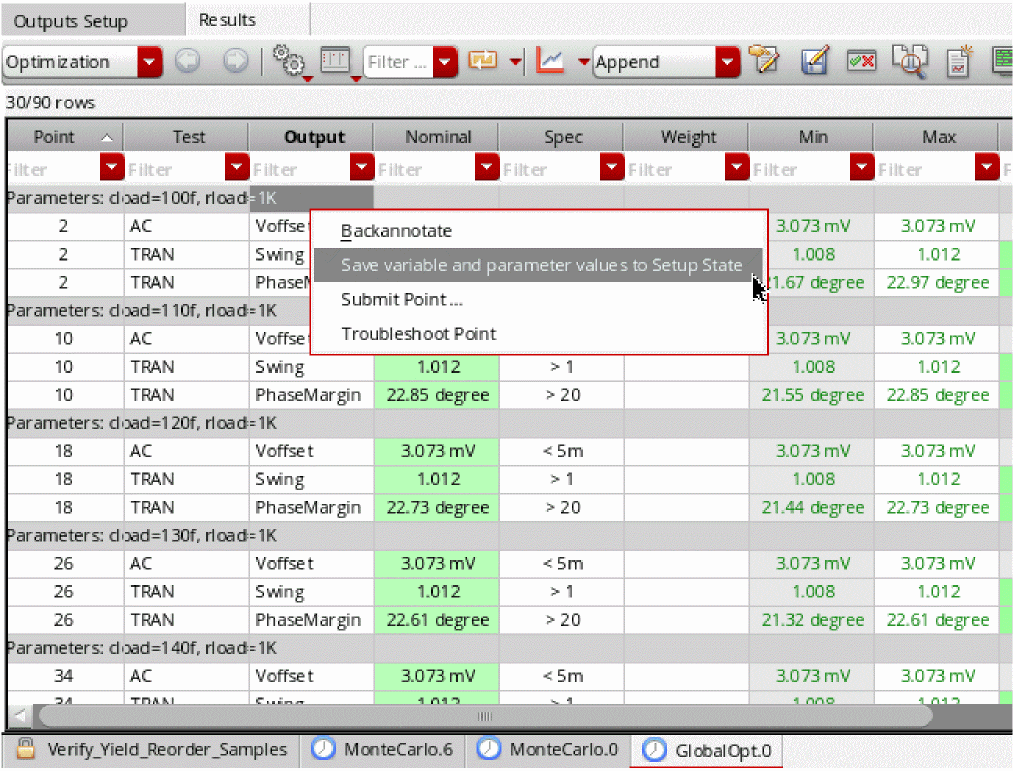 Outputs Setup Results
Optimization Filter ... Append
30/90 rows
Point Test Output Nominal Spec Weight Min Max
Filter Filter Filter Filter Filter Filter Filter Filter
Parameters: cload=100f, rload=1K
2 AC Voffset 3.073 mV 3.073 mV
Backannotate
2 TRAN Swing 1.008 1.012
Save variable and parameter values to Setup State
2 TRAN PhaseM 21.67 degree 22.97 degree
Submit Point ...
Parameters: cload=110f, rload=1K
Troubleshoot Point
10 AC Voffset 3.073 mV 3.073 mV
10 TRAN Swing 1.012 > 1 1.008 1.012
10 TRAN PhaseMargin 22.85 degree > 20 21.55 degree 22.85 degree
Parameters: cload=120f, rload=1K
18 AC Voffset 3.073 mV < 5m 3.073 mV 3.073 mV
18 TRAN Swing 1.012 > 1 1.008 1.012
18 TRAN PhaseMargin 22.73 degree > 20 21.44 degree 22.73 degree
Parameters: cload=130f, rload=1K
26 AC Voffset 3.073 mV < 5m 3.073 mV 3.073 mV
26 TRAN Swing 1.012 > 1 1.008 1.012
26 TRAN PhaseMargin 22.61 degree > 20 21.32 degree 22.61 degree
Parameters: cload=140f, rload=1K
34 AC Voffset 3.073 mV < 5m 3.073 mV 3.073 mV
34 TRAN Swing 1.012 > 1 1.008 1.012
Verify_Yield_Reorder_Samples MonteCarlo.6 MonteCarlo.0 GlobalOpt.0